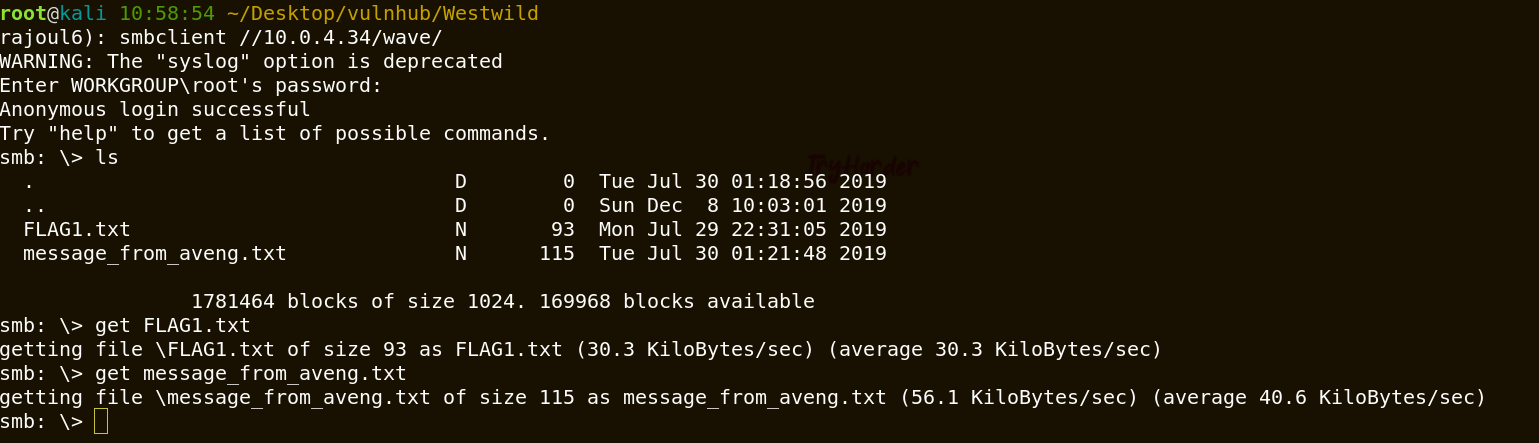 root@kali 10:58:54 ~/Desktop/vulnhub/Westwild
rajoul6): smbclient //10.0.4.34/wave/
WARNING: The "syslog" option is deprecated
Enter WORKGROUP\root's password:
Anonymous login successful
Try "help" to get a list of possible commands.
smb: \> ls
TryHarder
  .                                   D        0  Tue Jul 30 01:18:56 2019
  ..                                  D        0  Sun Dec  8 10:03:01 2019
  FLAG1.txt                           N       93  Mon Jul 29 22:31:05 2019
  message_from_aveng.txt              N      115  Tue Jul 30 01:21:48 2019
                1781464 blocks of size 1024. 169968 blocks available
smb: \> get FLAG1.txt
getting file \FLAG1.txt of size 93 as FLAG1.txt (30.3 KiloBytes/sec) (average 30.3 KiloBytes/sec)
smb: \> get message_from_aveng.txt
getting file \message_from_aveng.txt of size 115 as message_from_aveng.txt (56.1 KiloBytes/sec) (average 40.6 KiloBytes/sec)
smb: \>